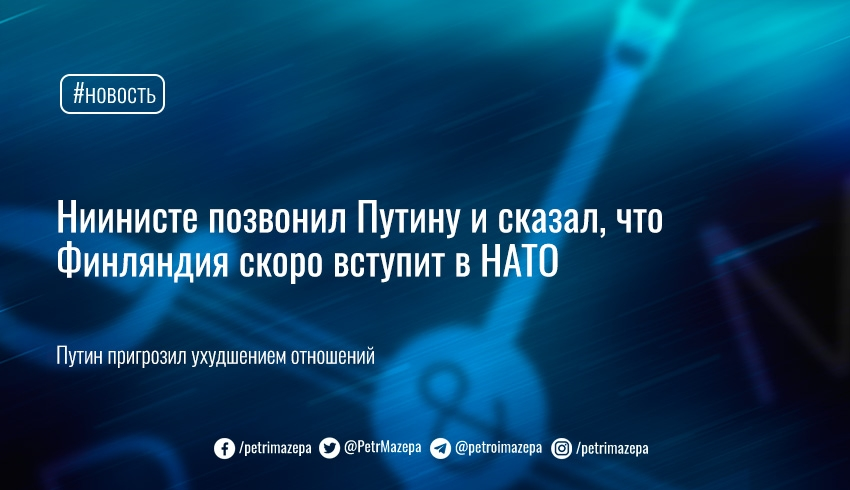 #новость
Ниинисте позвонил Путину и сказал, что
Финляндия скоро вступит в НАТО
Путин пригрозил ухудшением отношений
&
/petrimazepa @PetrMazepa @petroimazepa /petrimazepa